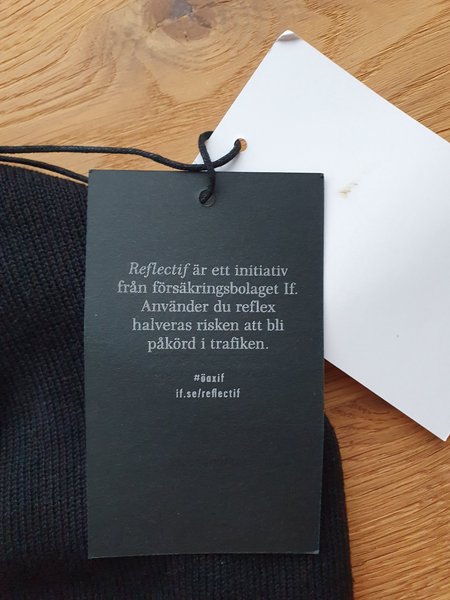 Reflectif är ett initiativ
från försäkringsbolaget If.
Använder du reflex
halveras risken att bli
påkörd i trafiken.
#öaxif
if.se/reflectif